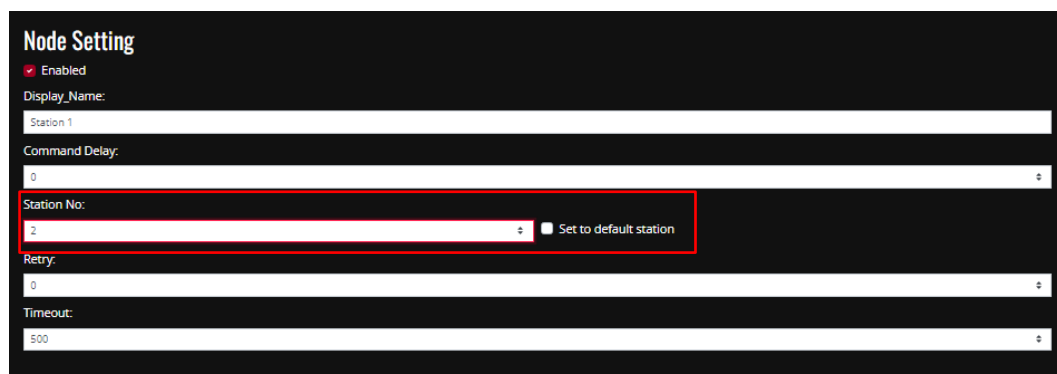 Node Setting
Enabled
Display_Name:
Station 1
Command Delay:
0
Station No:
2
Set to default station
Retry:
0
Timeout:
500